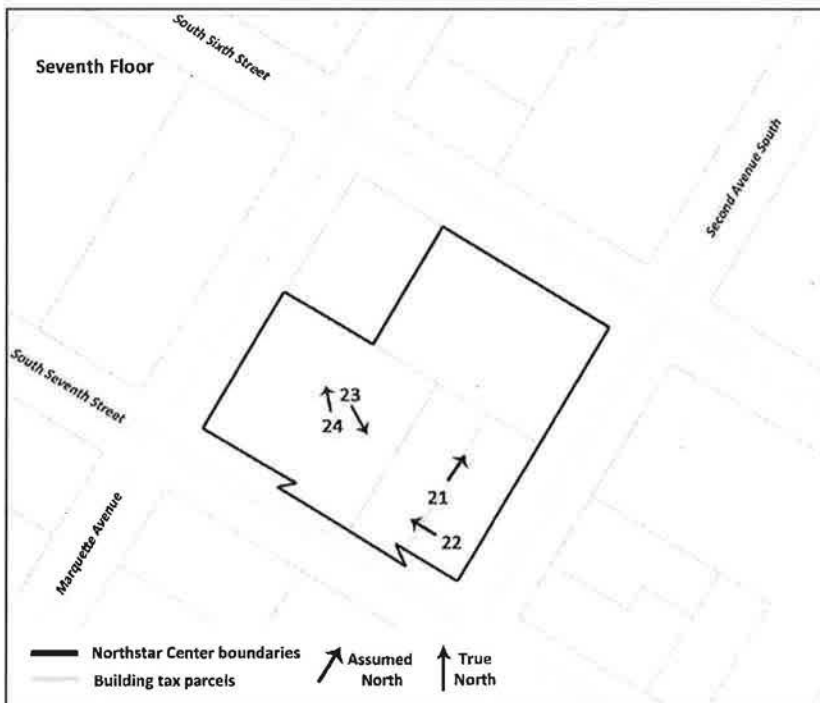 South Sixth Street
Seventh Floor
Second Avenue South
South Seventh Street
23
24
21
22
Marquette Avenue
Northstar Center boundaries
Building tax parcels
Assumed
North
True
North